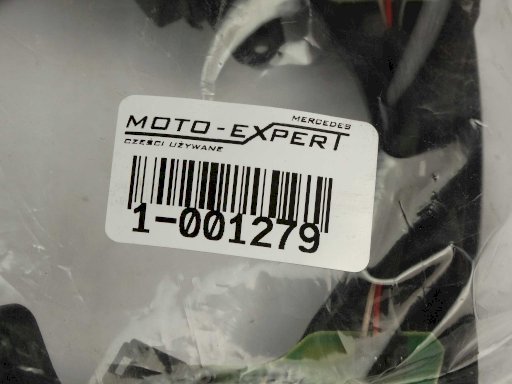 MERCEDES
MOTO-EXPERT
CZĘŚCI UŻYWANE
1-001279